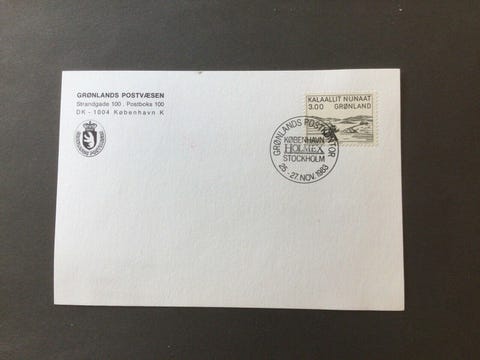 GRØNLANDS POSTVÆSEN
Strandgade 100 . Postboks 100
DK - 1004 København K
KALAALLIT NUNAAT
3.00 GRØNLAND
GRØNLANDS POSTKONTOR
KØBENHAVN
HOLMEX
STOCKHOLM
25.-27. NOV. 1983